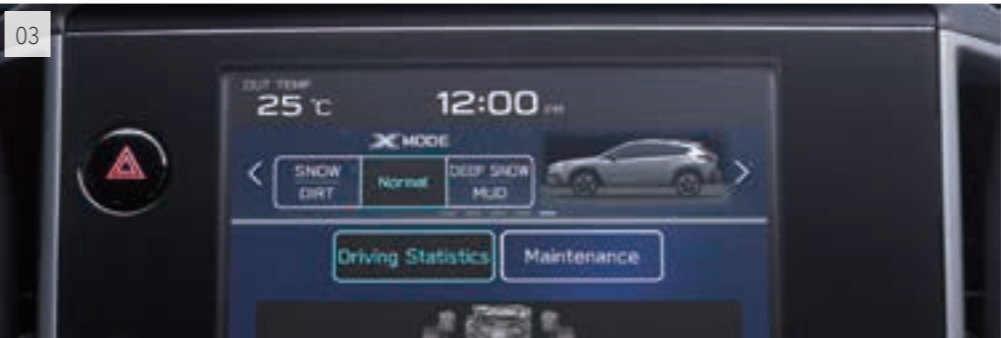 03
OUT TEMP
25 ℃ 12:00 PM
X MODE
SNOW
DIRT
Normal
DEEP SNOW
MUD
Driving Statistics
Maintenance